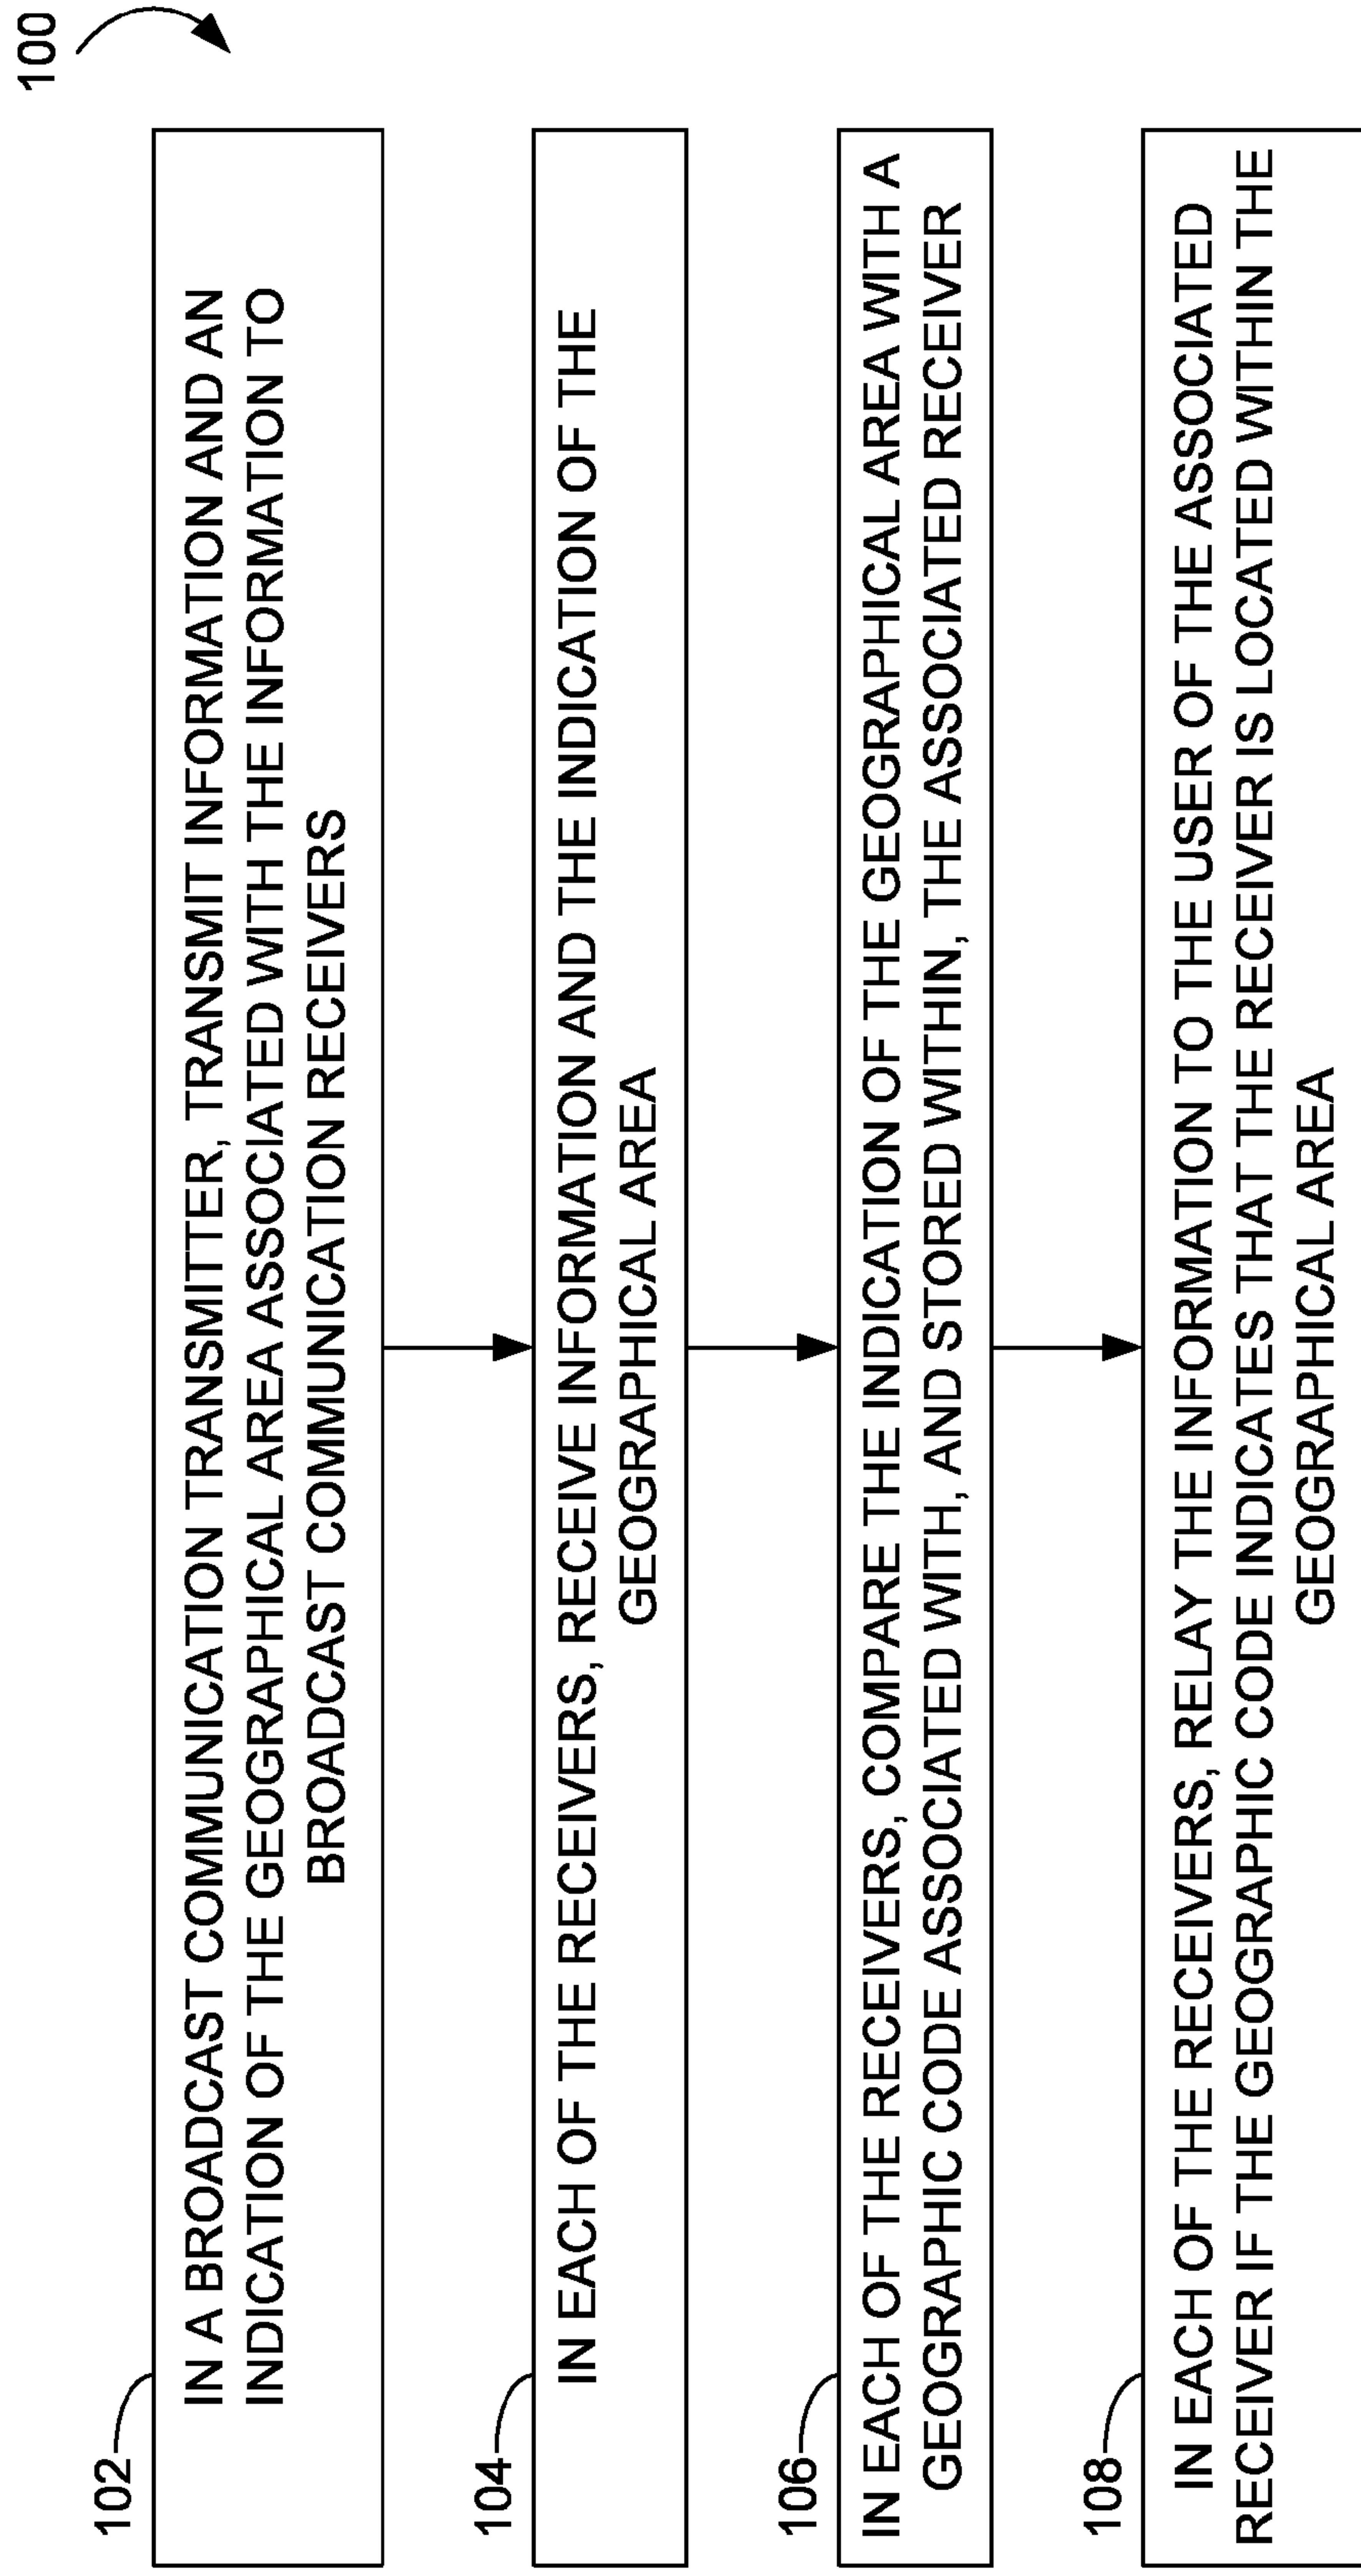 100
102
IN A BROADCAST COMMUNICATION TRANSMITTER, TRANSMIT INFORMATION AND AN
INDICATION OF THE GEOGRAPHICAL AREA ASSOCIATED WITH THE INFORMATION TO
BROADCAST COMMUNICATION RECEIVERS
104
IN EACH OF THE RECEIVERS, RECEIVE INFORMATION AND THE INDICATION OF THE
GEOGRAPHICAL AREA
106
IN EACH OF THE RECEIVERS, COMPARE THE INDICATION OF THE GEOGRAPHICAL AREA WITH A
GEOGRAPHIC CODE ASSOCIATED WITH, AND STORED WITHIN, THE ASSOCIATED RECEIVER
108
IN EACH OF THE RECEIVERS, RELAY THE INFORMATION TO THE USER OF THE ASSOCIATED
RECEIVER IF THE GEOGRAPHIC CODE INDICATES THAT THE RECEIVER IS LOCATED WITHIN THE
GEOGRAPHICAL AREA